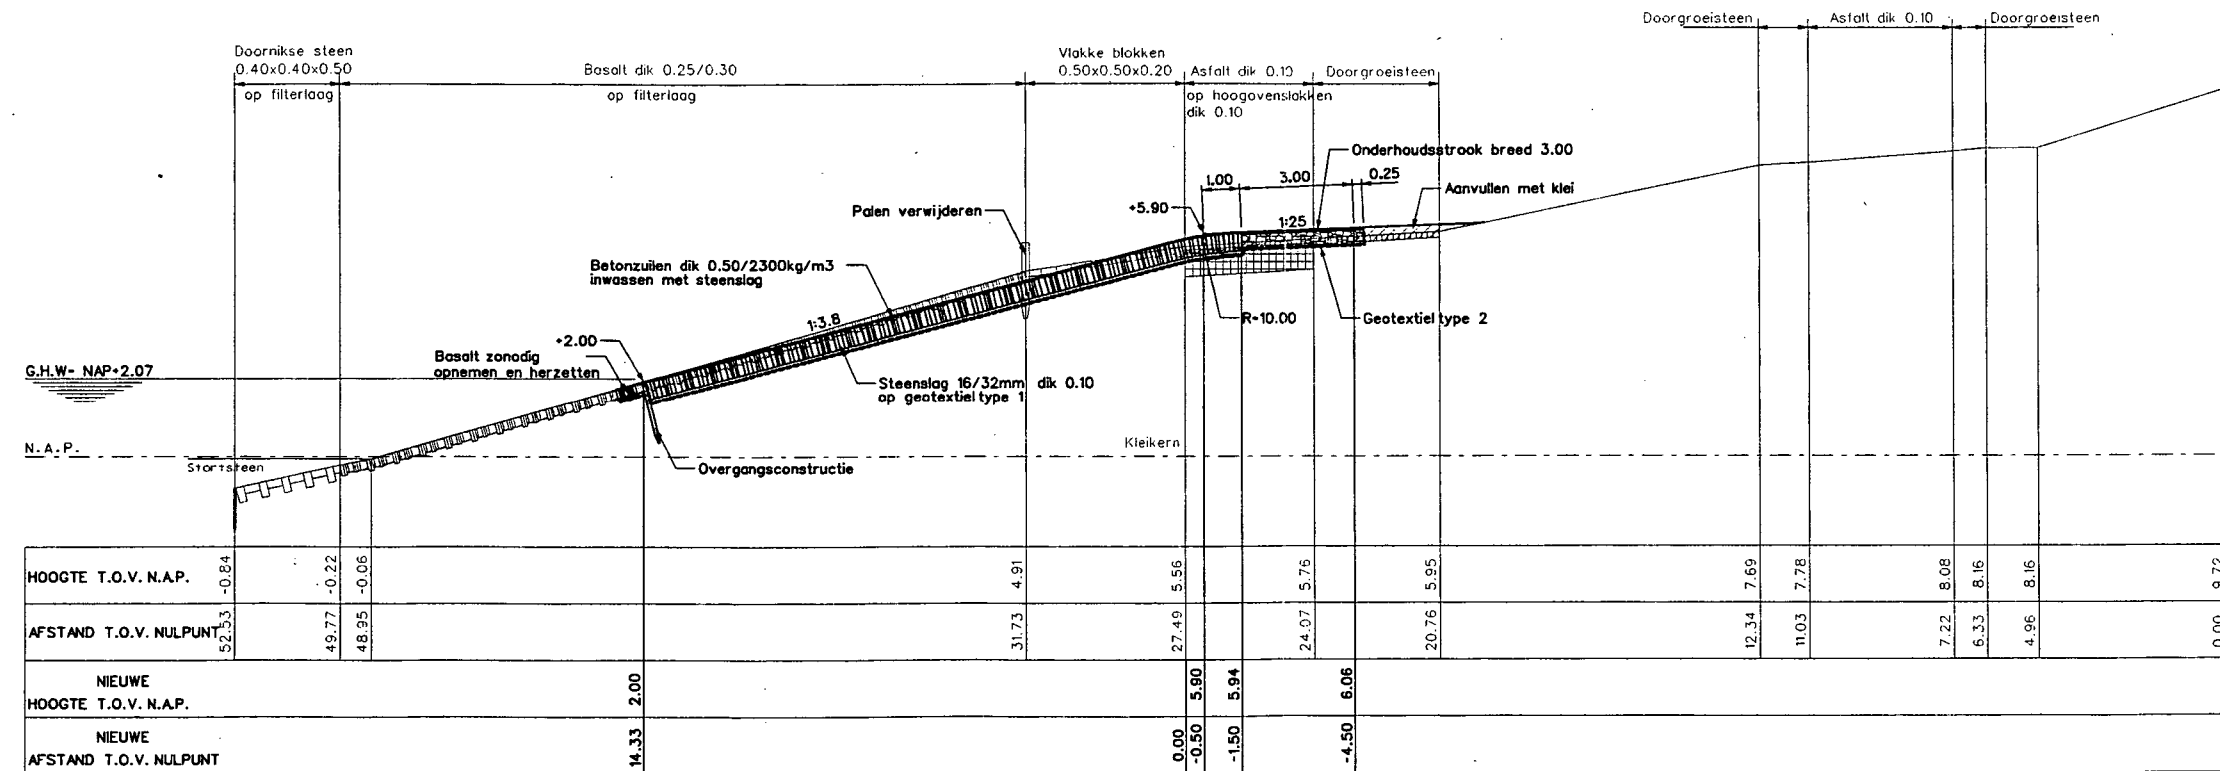 Doorgroeisteen
Asfalt dik 0.10
Doorgroeisteen
Doornikse steen
0.40x0.40x0.50
op filterlaag
Basalt dik 0.25/0.30
op filterlaag
Vlakke blokken
0.50x0.50x0.20
Asfalt dik 0.10
op hoogovenslakken
dik 0.10
Doorgroeisteen
Onderhoudsstrook breed 3.00
1.00
3.00
0.25
Aanvullen met klei
Palen verwijderen
+5.90
1:25
Betonzuilen dik 0.50/2300kg/m3
inwassen met steenslag
1:3.8
R=10.00
Geotextiel type 2
+2.00
Basalt zonodig
opnemen en herzetten
G.H.W= NAP+2.07
Steenslag 16/32mm dik 0.10
op geotextiel type 1
Kleikern
N.A.P.
Stortsteen
Overgangsconstructie
HOOGTE T.O.V. N.A.P. -0.84 -0.22 -0.06 4.91 5.56 5.76 5.95 7.69 7.78 8.08 8.16 8.16 9.72
AFSTAND T.O.V. NULPUNT 52.53 49.77 48.95 31.73 27.49 24.07 20.76 12.34 11.03 7.22 6.33 4.96 0.00
NIEUWE
HOOGTE T.O.V. N.A.P. 2.00 5.90 5.94 6.06
NIEUWE
AFSTAND T.O.V. NULPUNT 14.33 0.00 -0.50 -1.50 -4.50